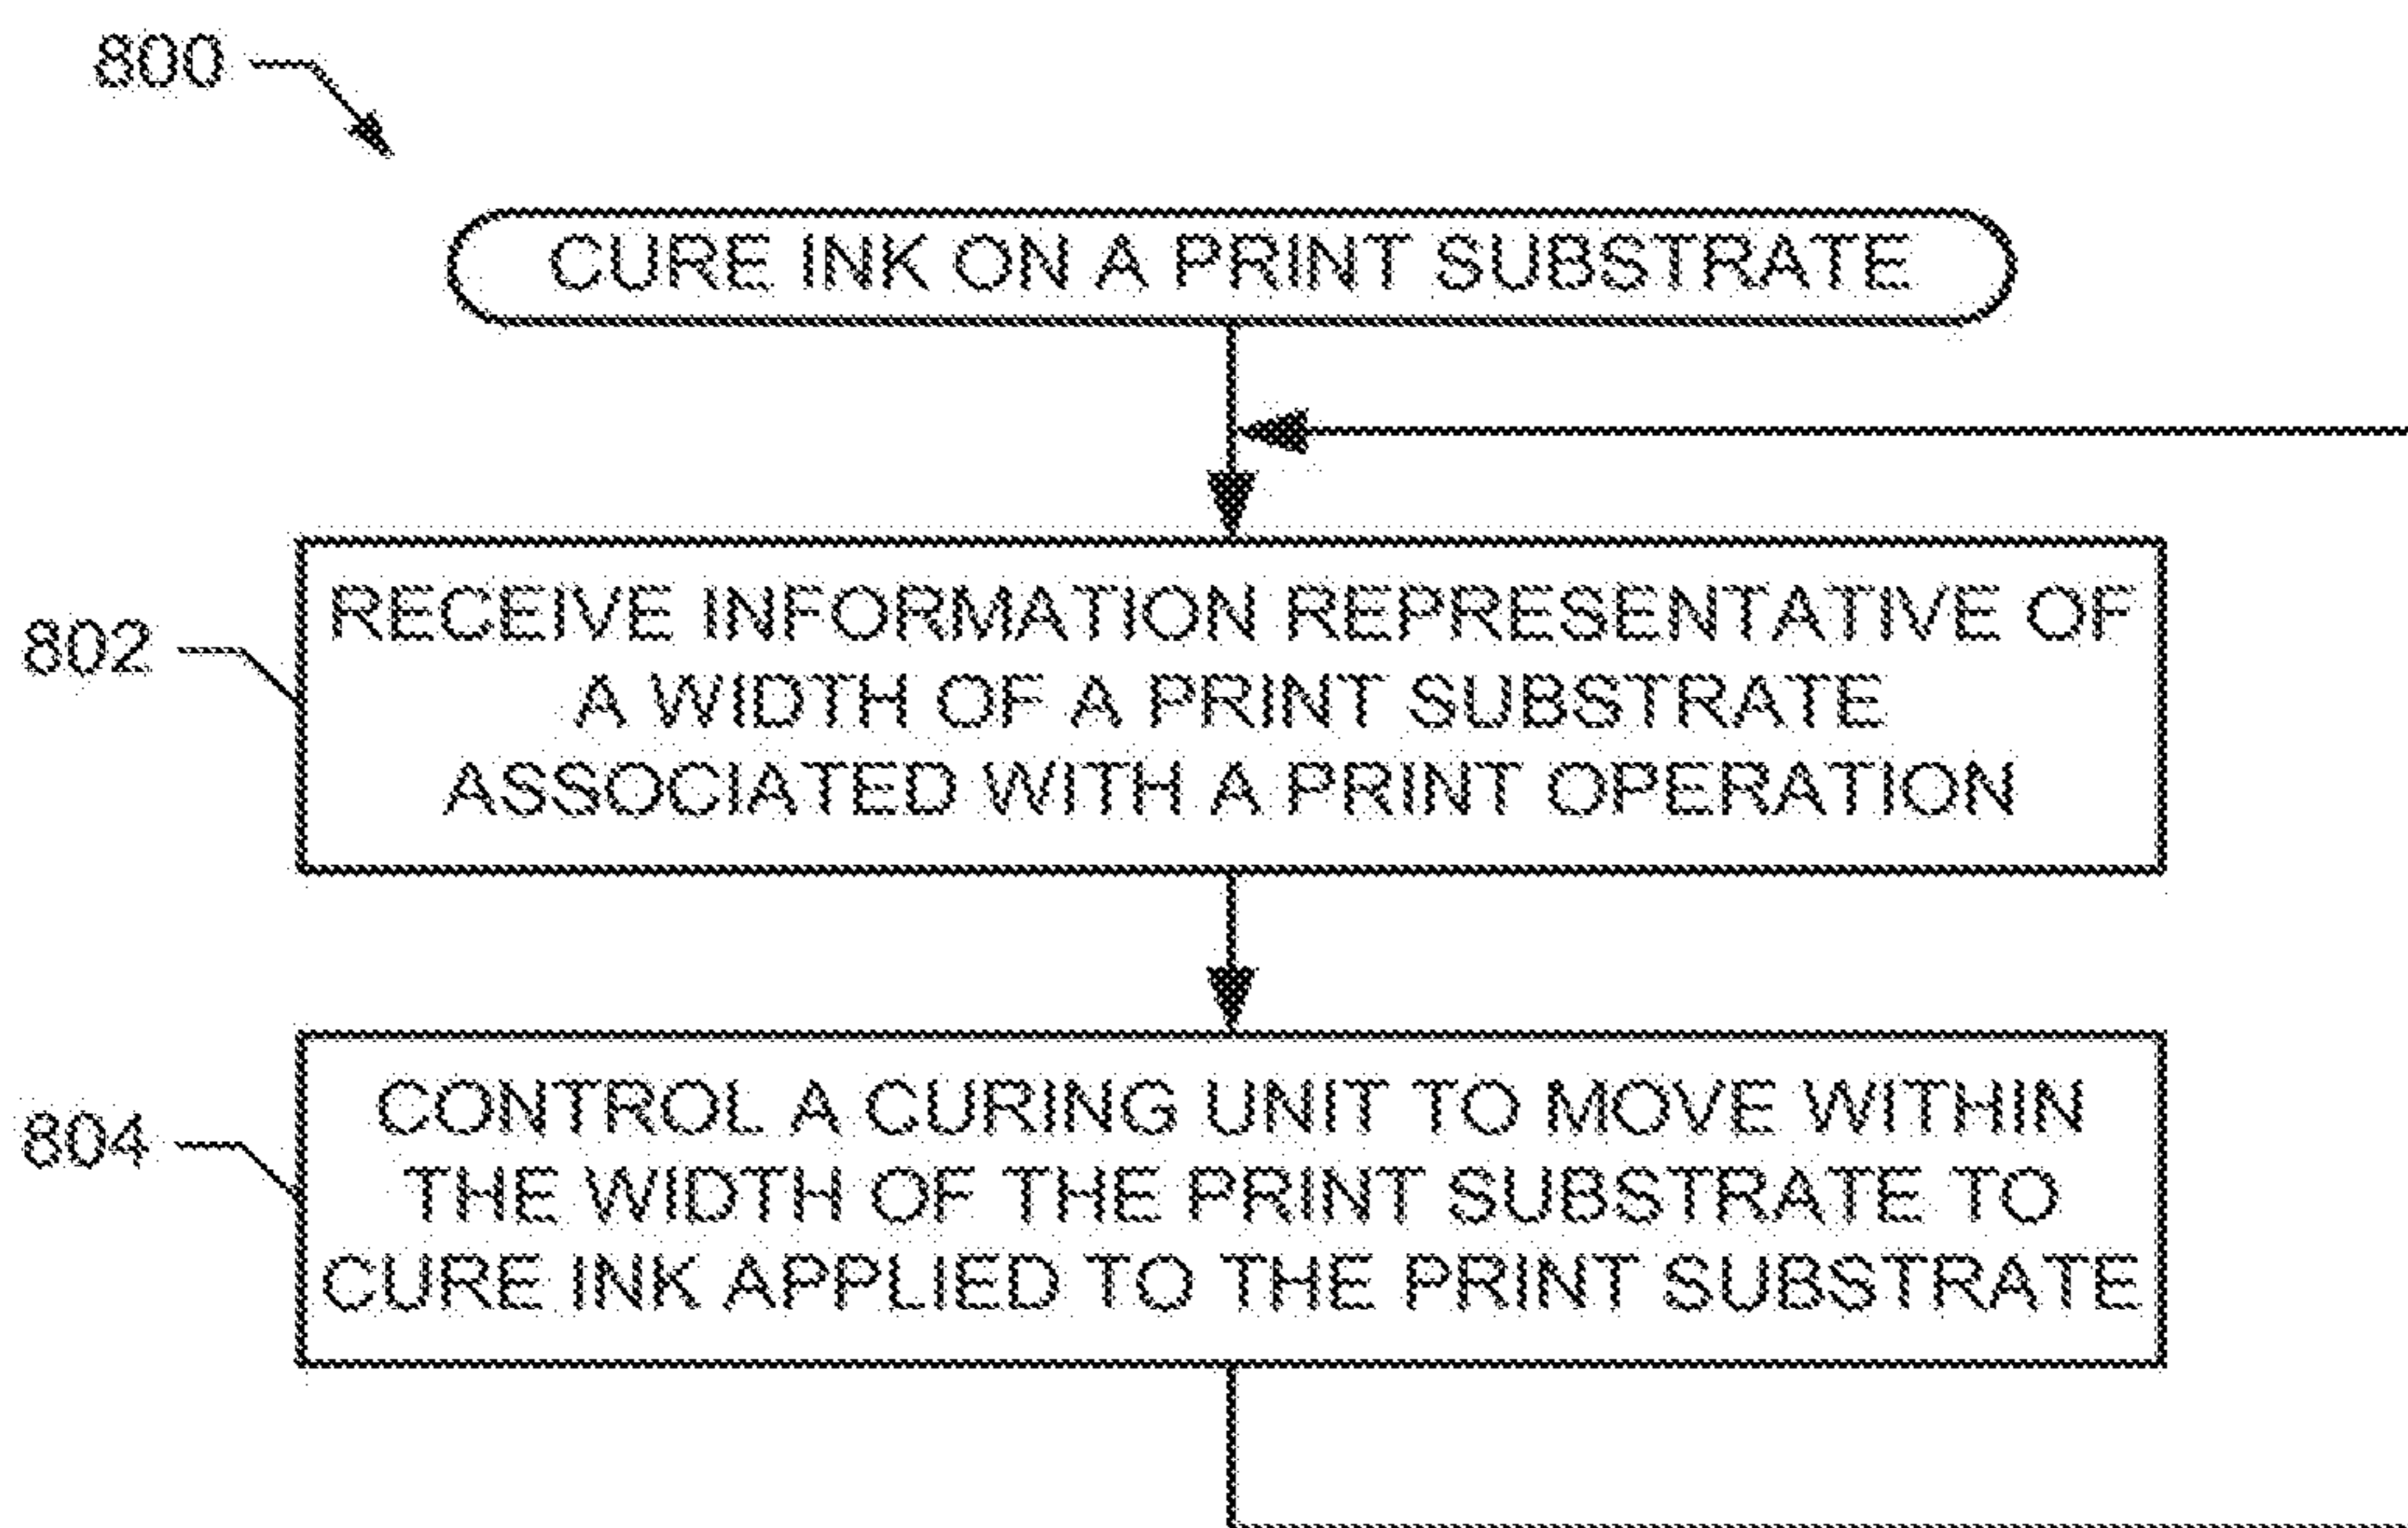 800
CURE INK ON A PRINT SUBSTRATE
802
RECEIVE INFORMATION REPRESENTATIVE OF
A WIDTH OF A PRINT SUBSTRATE
ASSOCIATED WITH A PRINT OPERATION
804
CONTROL A CURING UNIT TO MOVE WITHIN
THE WIDTH OF THE PRINT SUBSTRATE TO
CURE INK APPLIED TO THE PRINT SUBSTRATE